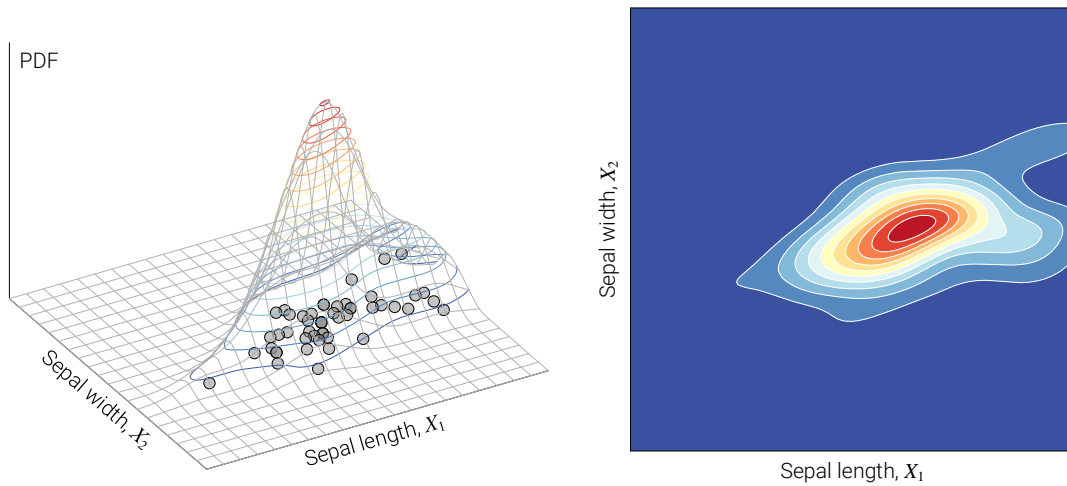 PDF
Sepal width, X2
Sepal length, X1
Sepal width, X2
Sepal length, X1